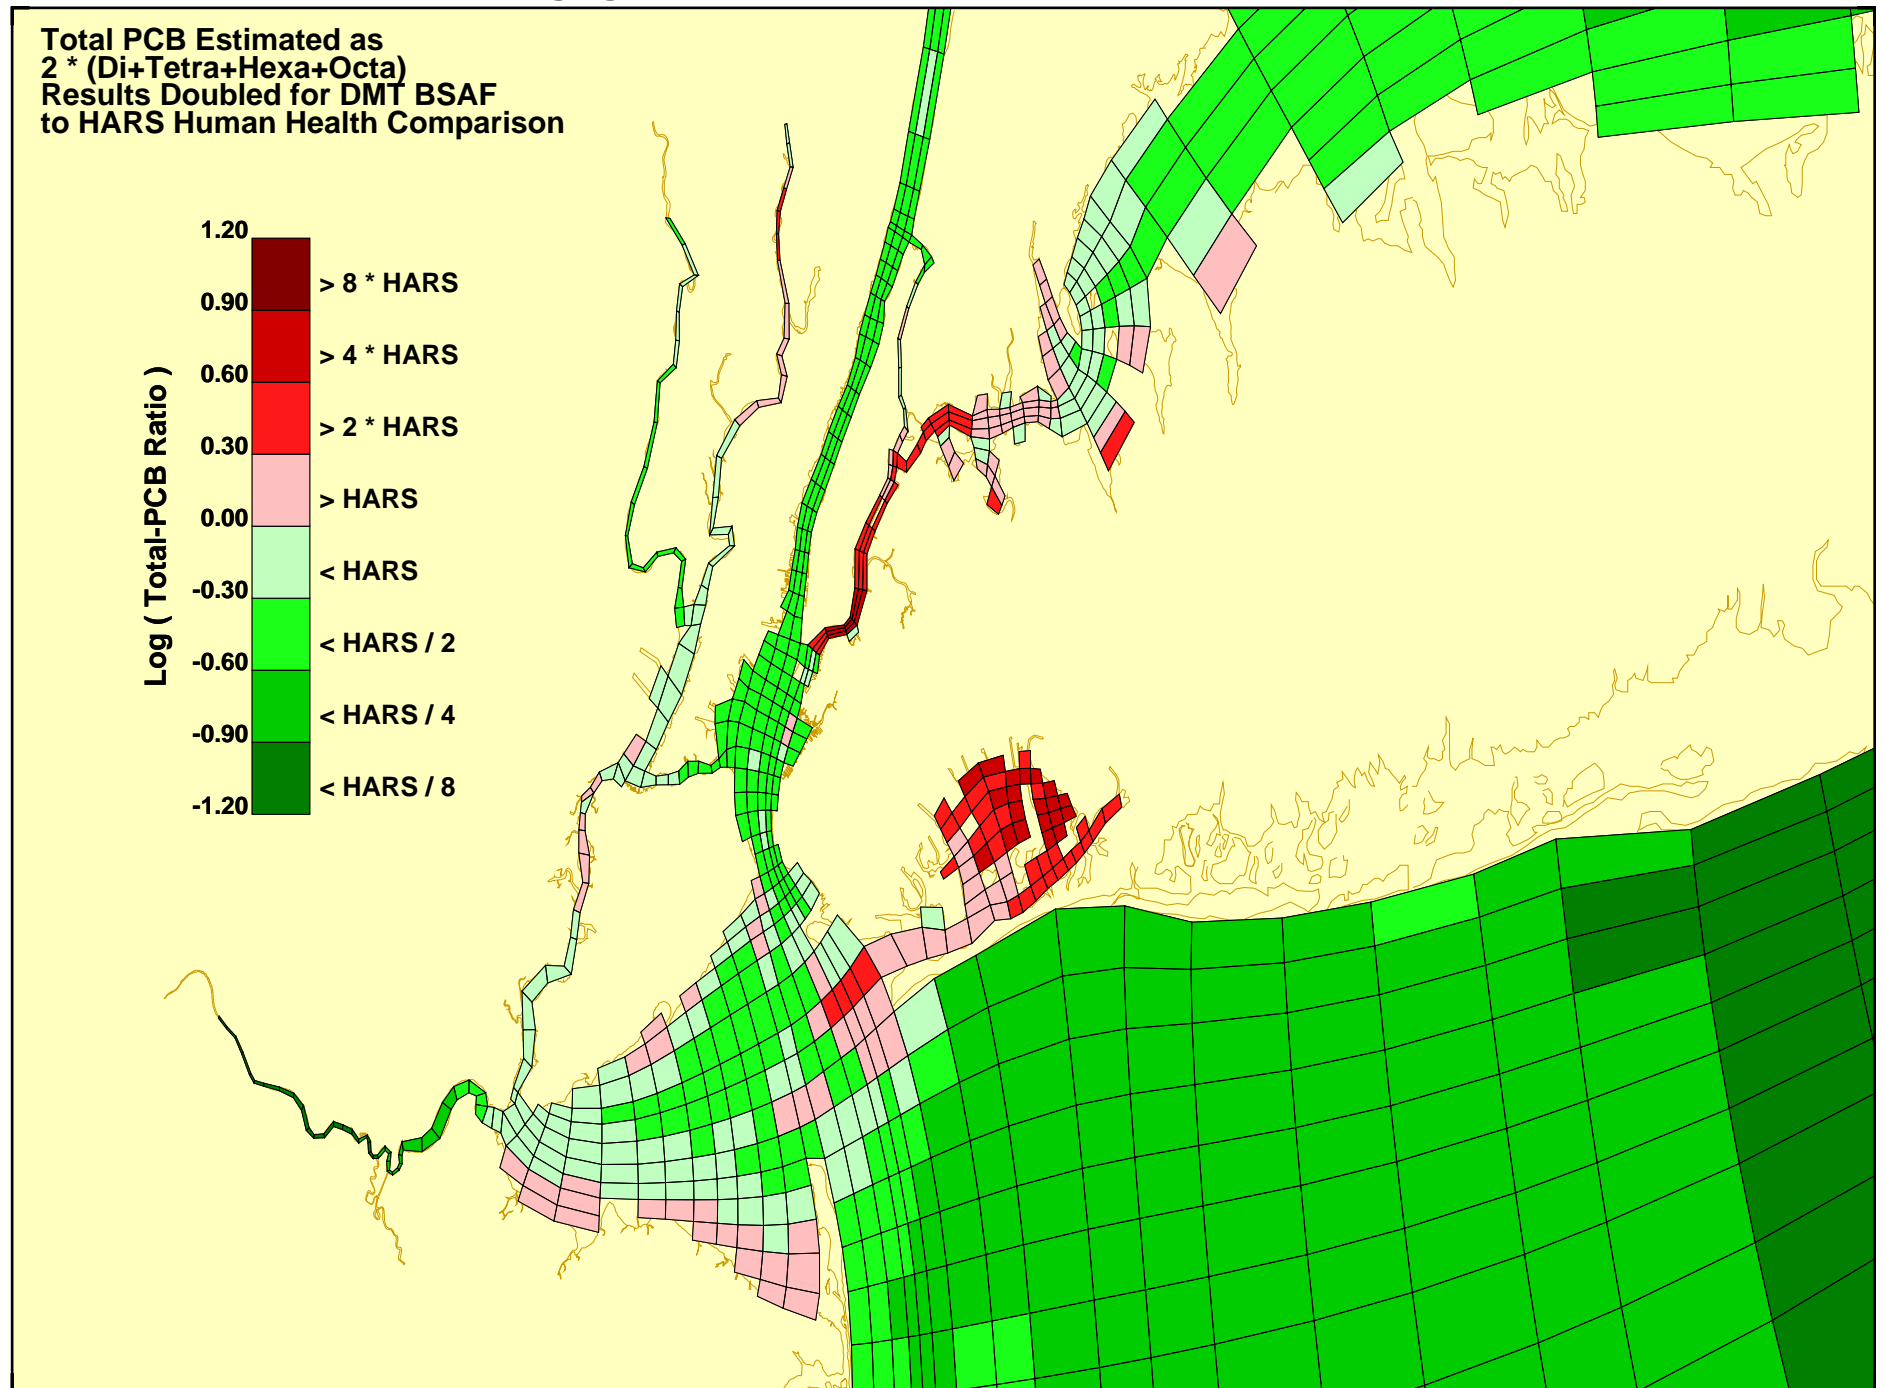 Total PCB Estimated as
2 * (Di+Tetra+Hexa+Octa)
Results Doubled for DMT BSAF
to HARS Human Health Comparison
Log ( Total-PCB Ratio )
1.20
> 8 * HARS
0.90
> 4 * HARS
0.60
> 2 * HARS
0.30
> HARS
0.00
< HARS
-0.30
< HARS / 2
-0.60
< HARS / 4
-0.90
< HARS / 8
-1.20